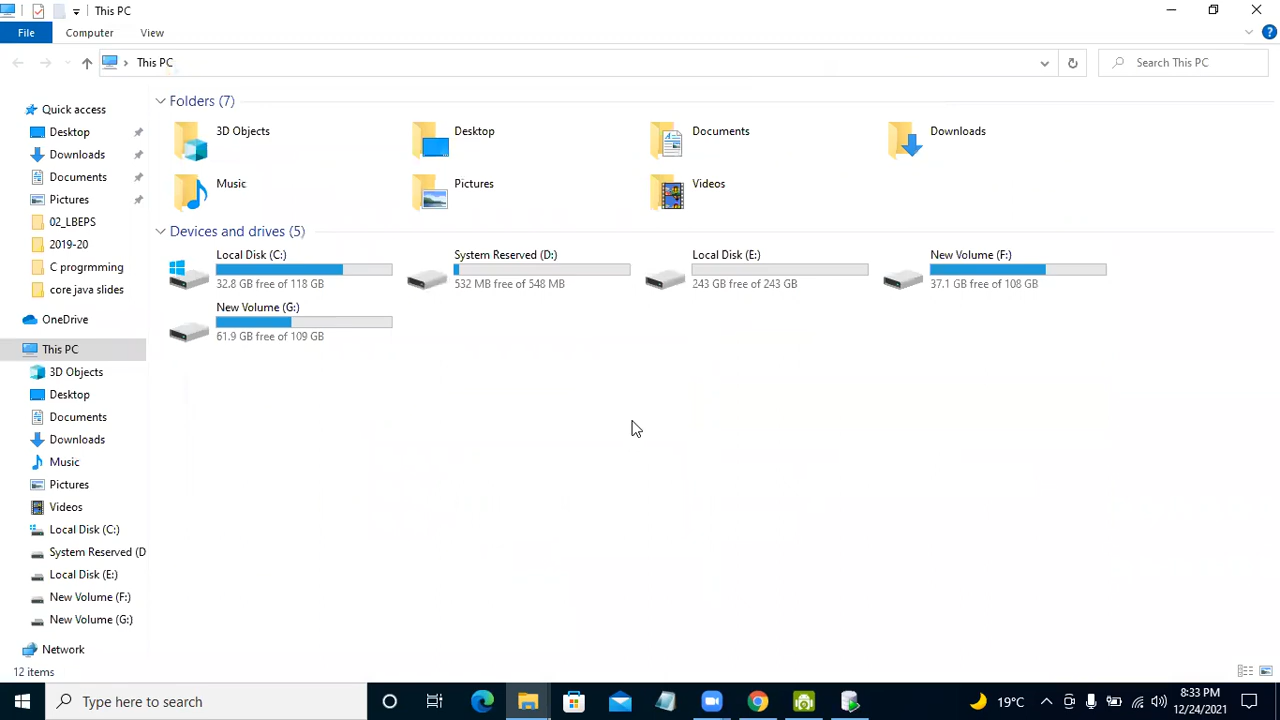 This PC
File Computer View
This PC
Search This PC
Quick access
Desktop
Downloads
Documents
Pictures
02_LBEPS
2019-20
C progrmming
core java slides
OneDrive
This PC
3D Objects
Desktop
Documents
Downloads
Music
Pictures
Videos
Local Disk (C:)
System Reserved (D
Local Disk (E:)
New Volume (F:)
New Volume (G:)
Network
Folders (7)
3D Objects
Desktop
Documents
Downloads
Music
Pictures
Videos
Devices and drives (5)
Local Disk (C:)
32.8 GB free of 118 GB
System Reserved (D:)
532 MB free of 548 MB
Local Disk (E:)
243 GB free of 243 GB
New Volume (F:)
37.1 GB free of 108 GB
New Volume (G:)
61.9 GB free of 109 GB
12 items
Type here to search
19°C
8:33 PM
12/24/2021